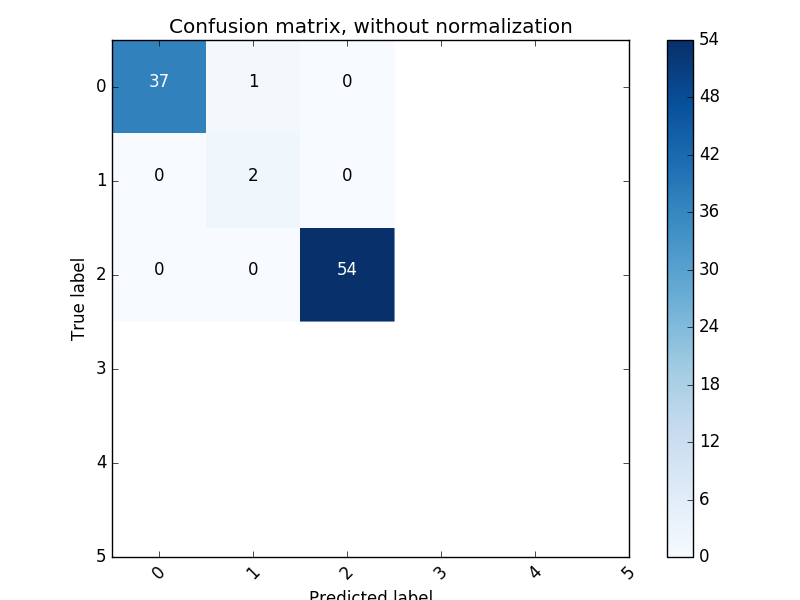 Confusion matrix, without normalization
54
0 37 1 0
48
42
1 0 2 0
36
30
2 0 0 54
True label
24
3
18
12
4
6
5
0
0 1 2 3 4 5
Predicted label